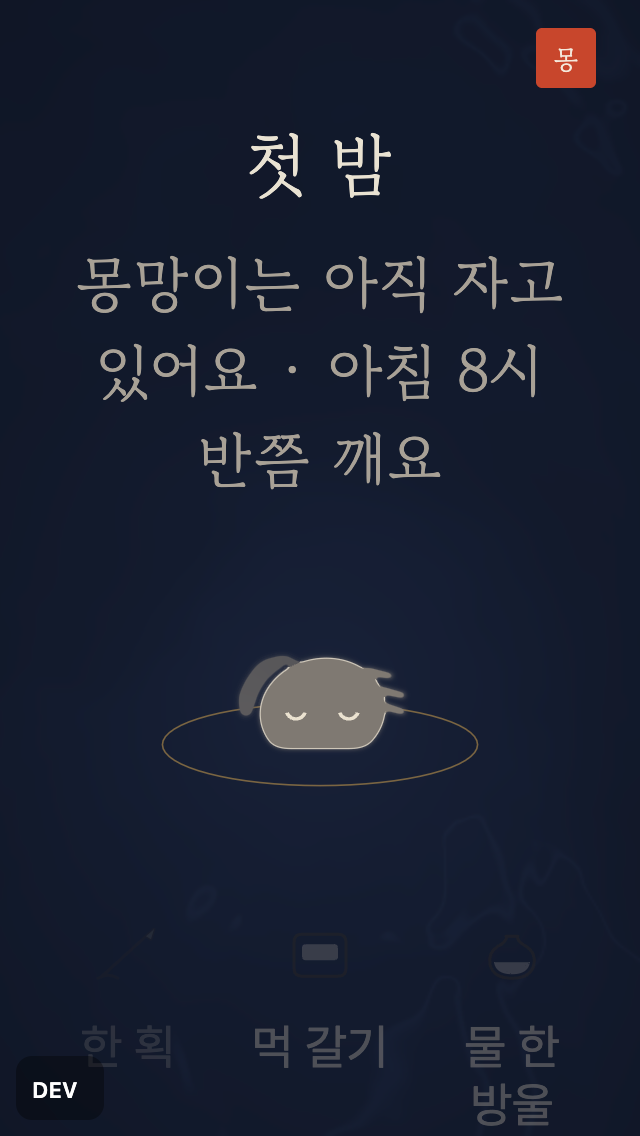 몽
첫 밤
몽망이는 아직 자고
있어요 · 아침 8시
반쯤 깨요
한 획
먹 갈기
물 한
방울
DEV